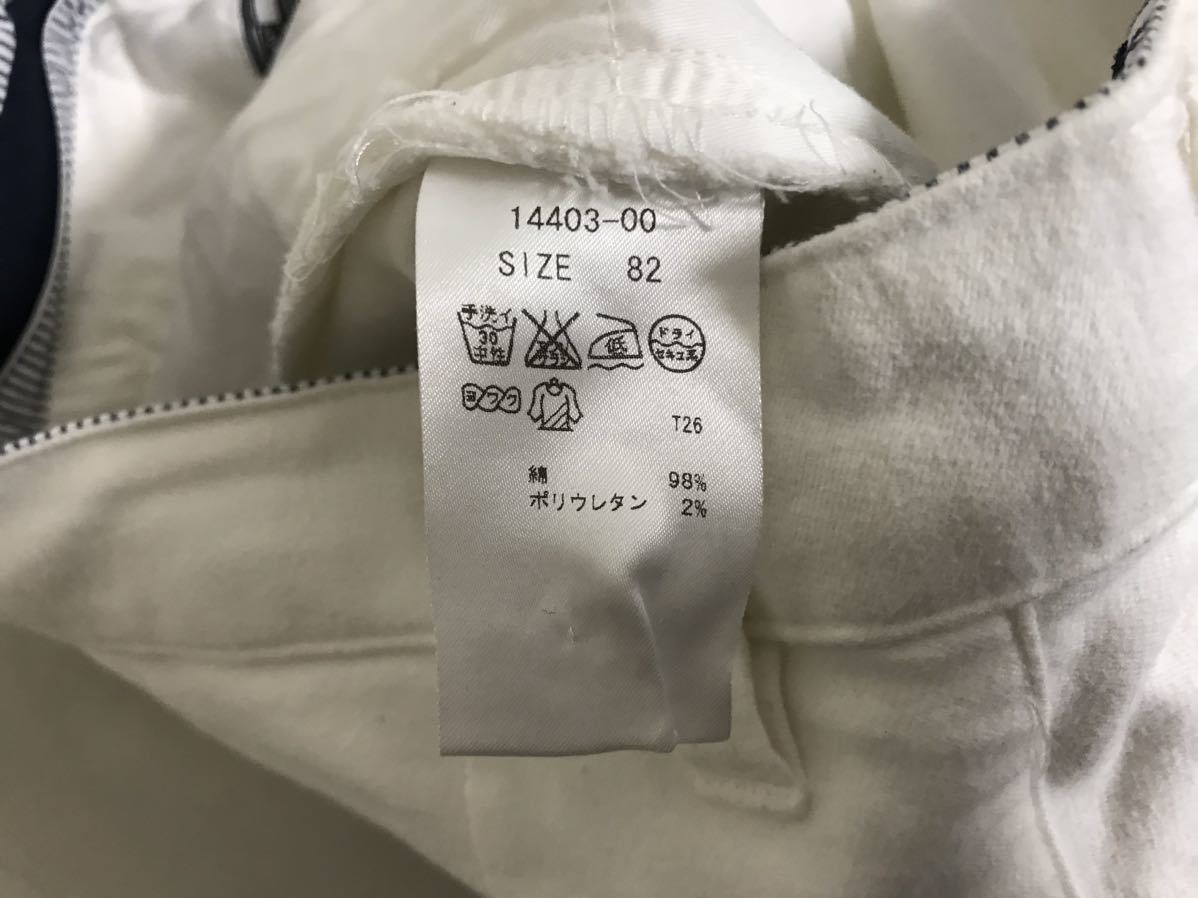 14403-00
SIZE 82
手洗イ 30 中性 低 ドライ セキユ系
ヨワク
T26
綿 98%
ポリウレタン 2%